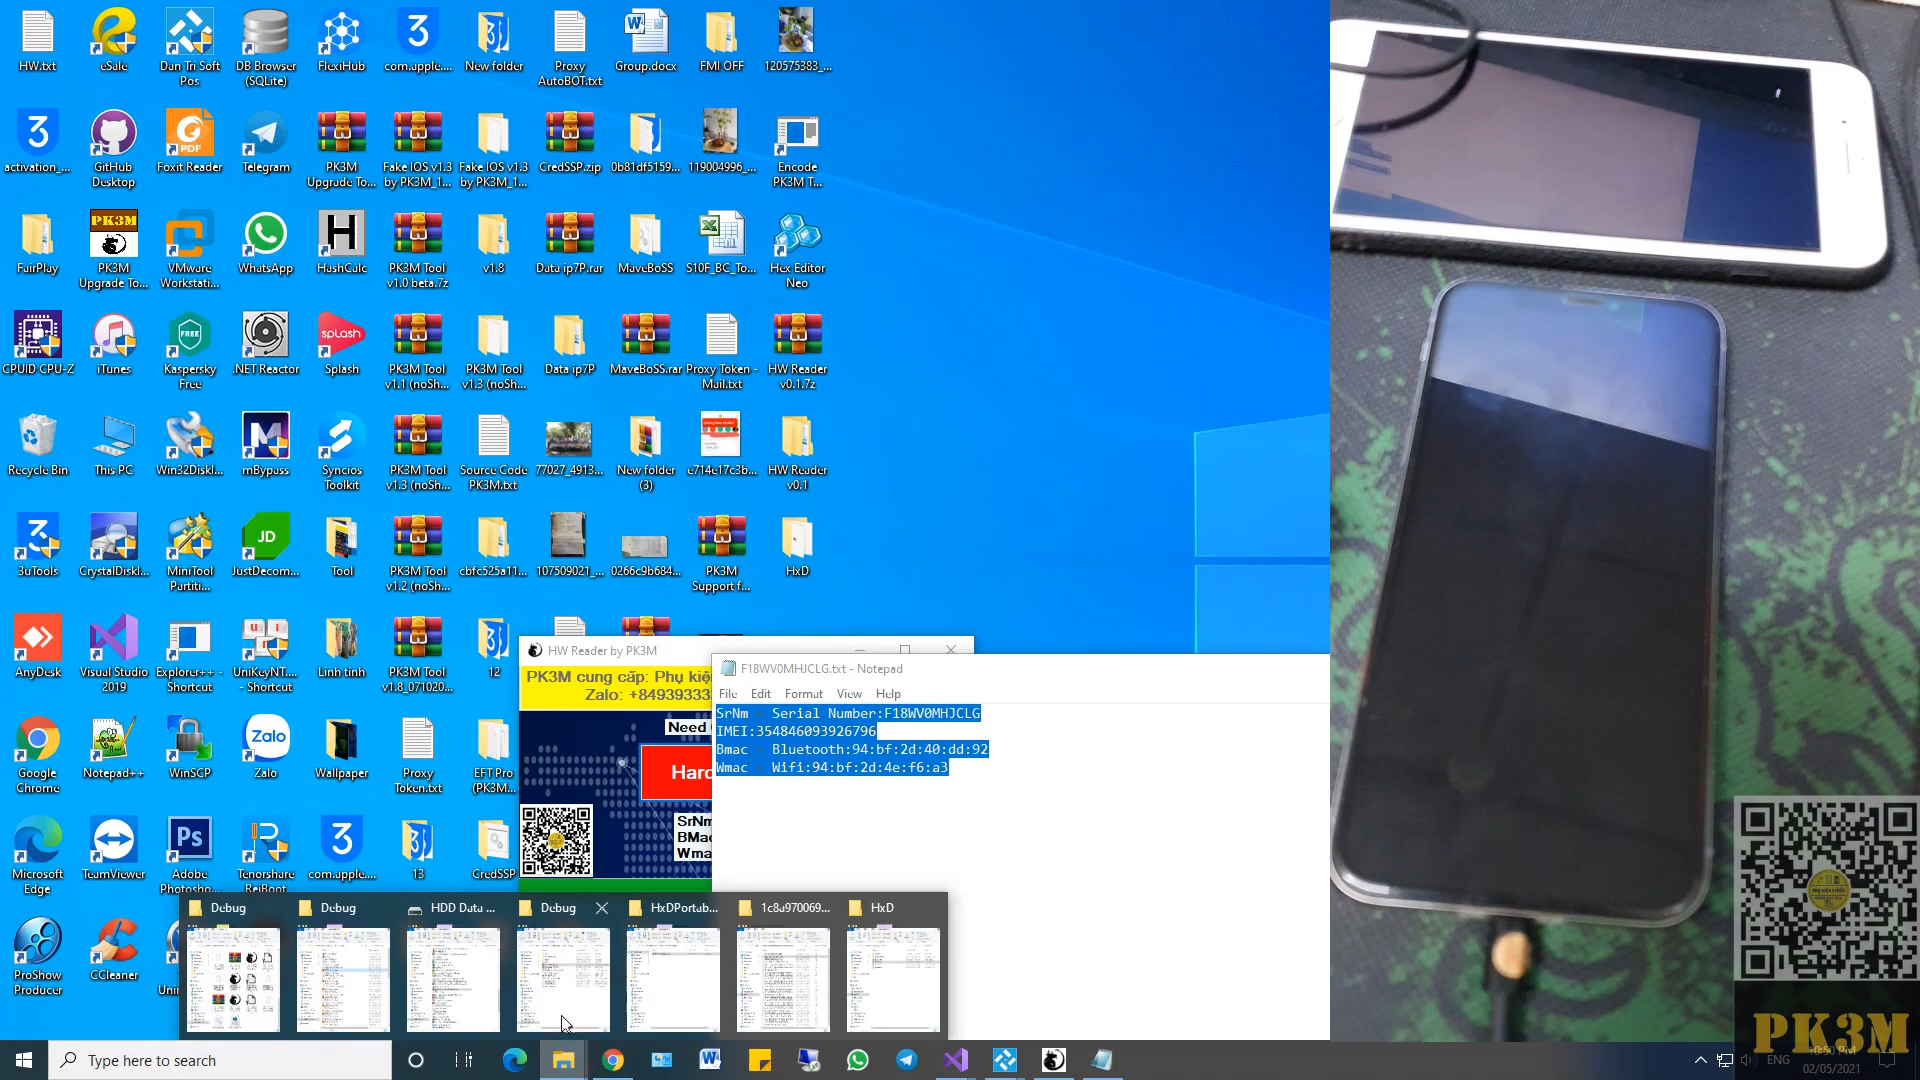 HW.txt
eSale
Dan Tri Soft
Pos
DB Browser
(SQLite)
FlexiHub
com.apple....
New folder
Proxy
AutoBOT.txt
Group.docx
FMI OFF
120575383_...
activation_...
GitHub
Desktop
Foxit Reader
Telegram
PK3M
Upgrade To...
Fake IOS v1.3
by PK3M_1...
Fake IOS v1.3
by PK3M_1...
CredSSP.zip
0b81df5159...
119004996_...
Encode
PK3M T...
FairPlay
PK3M
Upgrade To...
VMware
Workstati...
WhatsApp
HashCalc
PK3M Tool
v1.0 beta.7z
v1.8
Data ip7P.rar
MaveBoSS
S10F_BC_To...
Hex Editor
Neo
CPUID CPU-Z
iTunes
Kaspersky
Free
.NET Reactor
Splash
PK3M Tool
v1.1 (noSh...
PK3M Tool
v1.3 (noSh...
Data ip7P
MaveBoSS.rar
Proxy Token -
Mail.txt
HW Reader
v0.1.7z
Recycle Bin
This PC
Win32DiskI...
mBypass
Syncios
Toolkit
PK3M Tool
v1.3 (noSh...
Source Code
PK3M.txt
77027_4913...
New folder
(3)
e714e17c3b...
HW Reader
v0.1
3uTools
CrystalDiskI...
MiniTool
Partiti...
JustDecom...
Tool
PK3M Tool
v1.2 (noSh...
cbfc525a11...
107509021_...
0266c9b684...
PK3M
Support f...
HxD
AnyDesk
Visual Studio
2019
Explorer++ -
Shortcut
UniKeyNT....
- Shortcut
Linh tinh
PK3M Tool
v1.8_071020...
12
HW Reader by PK3M
PK3M cung cấp: Phụ kiệ
Zalo: +84939333
Need
Hard
SrNm
BMac
Wma
F18WV0MHJCLG.txt - Notepad
File Edit Format View Help
SrNm - Serial Number:F18WV0MHJCLG
IMEI:354846093926796
Bmac - Bluetooth:94:bf:2d:40:dd:92
Wmac - Wifi:94:bf:2d:4e:f6:a3
Google
Chrome
Notepad++
WinSCP
Zalo
Wallpaper
Proxy
Token.txt
EFT Pro
(PK3M...
Microsoft
Edge
TeamViewer
Adobe
Photosho...
Tenorshare
ReiBoot
com.apple....
13
CredSSP
ProShow
Producer
CCleaner
Debug
Debug
HDD Data ...
Debug
HxDPortab...
1c8a970069...
HxD
Type here to search
ENG
10:50 PM
02/05/2021
PK3M